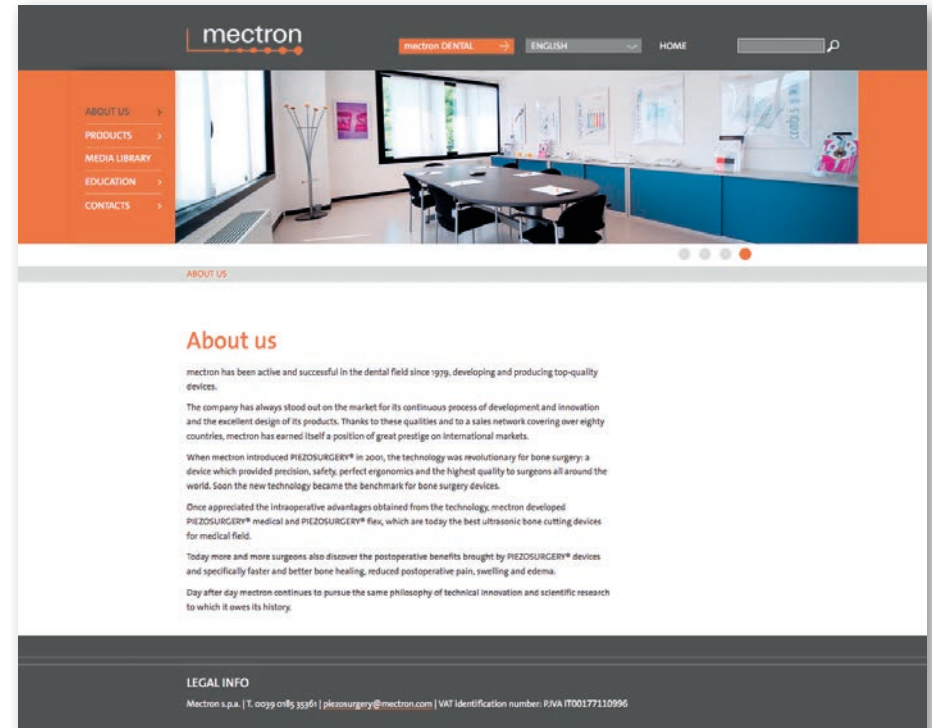 mectron
mectron DENTAL
ENGLISH
HOME
ABOUT US
PRODUCTS
MEDIA LIBRARY
EDUCATION
CONTACTS
ABOUT US
About us
mectron has been active and successful in the dental field since 1979, developing and producing top-quality
devices.
The company has always stood out on the market for its continuous process of development and innovation
and the excellent design of its products. Thanks to these qualities and to a sales network covering over eighty
countries, mectron has earned itself a position of great prestige on international markets.
When mectron introduced PIEZOSURGERY® in 2001, the technology was revolutionary for bone surgery: a
device which provided precision, safety, perfect ergonomics and the highest quality to surgeons all around the
world. Soon the new technology became the benchmark for bone surgery devices.
Once appreciated the intraoperative advantages obtained from the technology, mectron developed
PIEZOSURGERY® medical and PIEZOSURGERY® flex, which are today the best ultrasonic bone cutting devices
for medical field.
Today more and more surgeons also discover the postoperative benefits brought by PIEZOSURGERY® devices
and specifically faster and better bone healing, reduced postoperative pain, swelling and edema.
Day after day mectron continues to pursue the same philosophy of technical innovation and scientific research
to which it owes its history.
LEGAL INFO
Mectron s.p.a. | T. 0039 0185 35361 | piezosurgery@mectron.com | VAT identification number: P.IVA IT00177110996